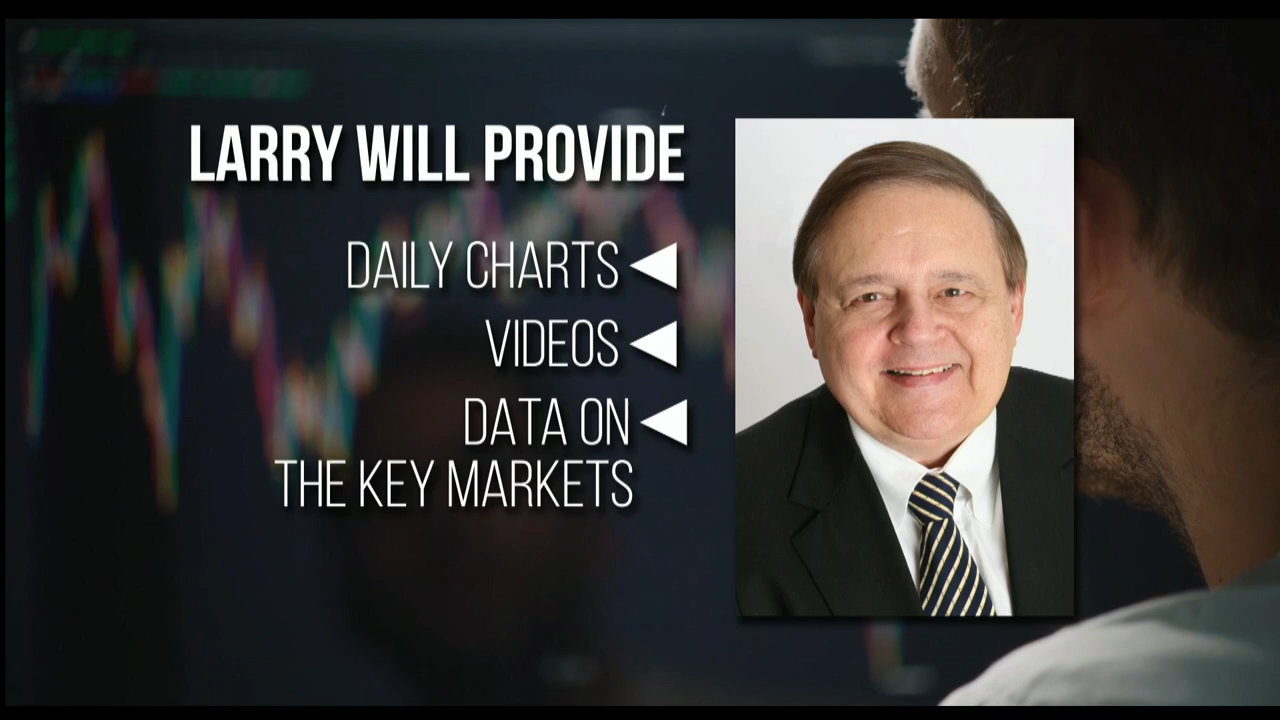 LARRY WILL PROVIDE
DAILY CHARTS
VIDEOS
DATA ON
THE KEY MARKETS